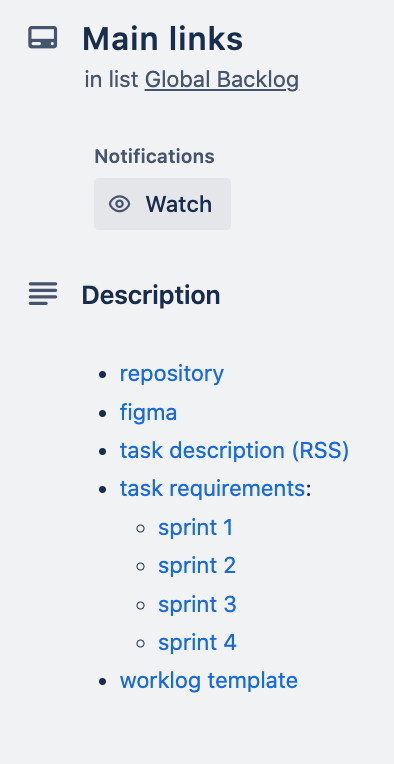 Main links
in list Global Backlog
Notifications
Watch
Description
repository
figma
task description (RSS)
task requirements:
sprint 1
sprint 2
sprint 3
sprint 4
worklog template